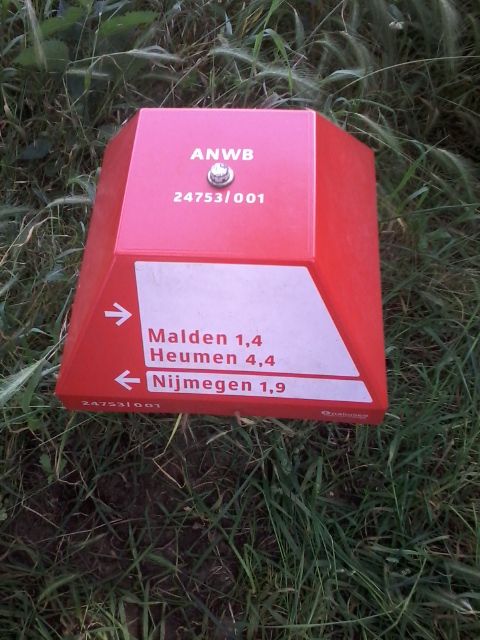 ANWB
24753/001
Malden 1,4
Heumen 4,4
Nijmegen 1,9
24753/001